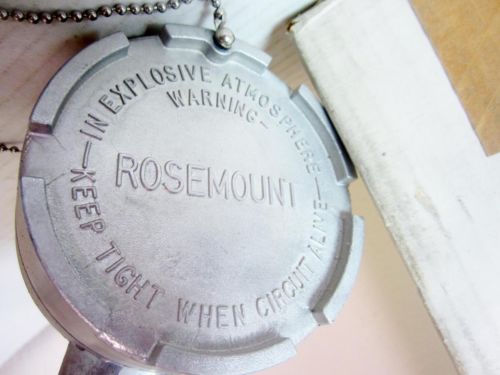 WARNING-
-IN EXPLOSIVE ATMOSPHERE-
KEEP TIGHT WHEN CIRCUIT ALIVE
ROSEMOUNT